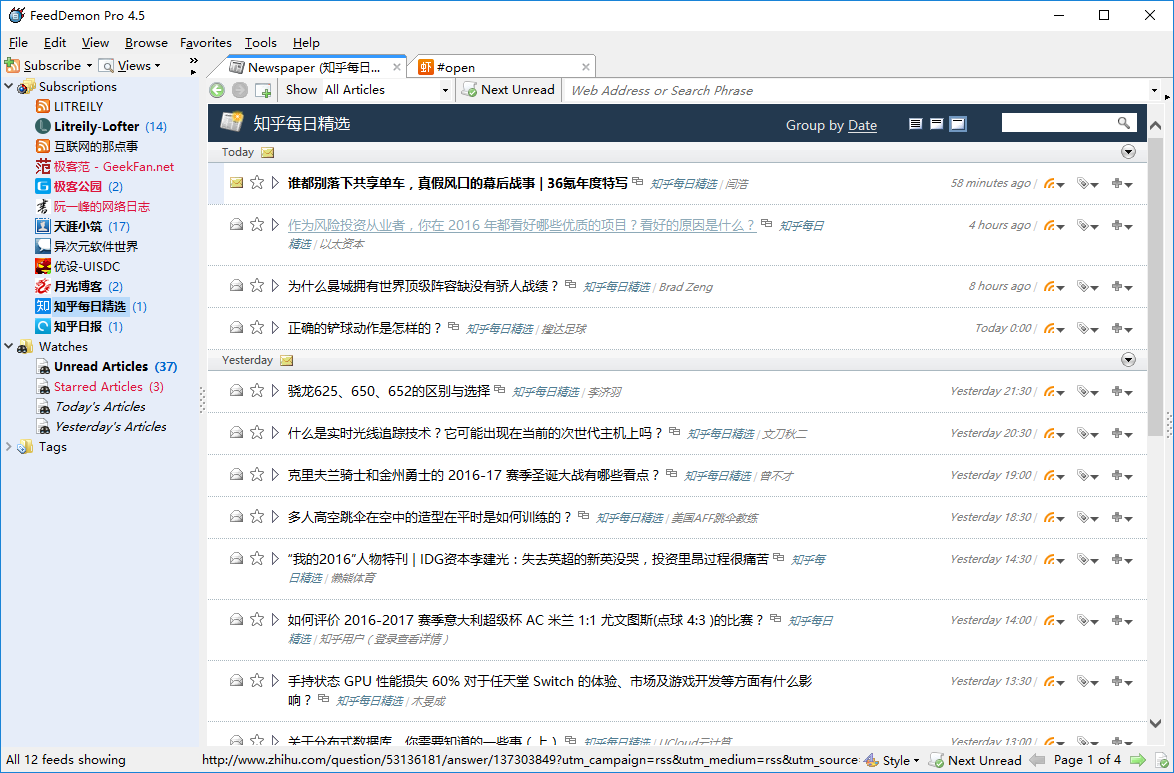 FeedDemon Pro 4.5
File Edit View Browse Favorites Tools Help
Subscribe Views »
Newspaper (知乎每日...
#open
Show All Articles Next Unread Web Address or Search Phrase
Subscriptions
LITREILY
Litreily-Lofter (14)
互联网的那点事
极客范 - GeekFan.net
极客公园 (2)
阮一峰的网络日志
天涯小筑 (17)
异次元软件世界
优设-UISDC
月光博客 (2)
知乎每日精选 (1)
知乎日报 (1)
Watches
Unread Articles (37)
Starred Articles (3)
Today's Articles
Yesterday's Articles
Tags
知乎每日精选 Group by Date
Today
谁都别落下共享单车，真假风口的幕后战事 | 36氪年度特写 知乎每日精选 | 闫浩 58 minutes ago
作为风险投资从业者，你在 2016 年都看好哪些优质的项目？看好的原因是什么？ 知乎每日 4 hours ago
精选 | 以太资本
为什么曼城拥有世界顶级阵容缺没有骄人战绩？ 知乎每日精选 | Brad Zeng 8 hours ago
正确的铲球动作是怎样的？ 知乎每日精选 | 搜达足球 Today 0:00
Yesterday
骁龙625、650、652的区别与选择 知乎每日精选 | 李济羽 Yesterday 21:30
什么是实时光线追踪技术？它可能出现在当前的次世代主机上吗？ 知乎每日精选 | 文刀秋二 Yesterday 20:30
克里夫兰骑士和金州勇士的 2016-17 赛季圣诞大战有哪些看点？ 知乎每日精选 | 曾不才 Yesterday 19:00
多人高空跳伞在空中的造型在平时是如何训练的？ 知乎每日精选 | 美国AFF跳伞教练 Yesterday 18:30
“我的2016”人物特刊 | IDG资本李建光：失去英超的新英没哭，投资里昂过程很痛苦 知乎每 Yesterday 14:30
日精选 | 懒熊体育
如何评价 2016-2017 赛季意大利超级杯 AC 米兰 1:1 尤文图斯(点球 4:3 )的比赛？ 知乎每日 Yesterday 14:00
精选 | 知乎用户（登录查看详情）
手持状态 GPU 性能损失 60% 对于任天堂 Switch 的体验、市场及游戏开发等方面有什么影 Yesterday 13:30
响？ 知乎每日精选 | 木旻成
关于分布式数据库，你需要知道的一些事（上） 知乎每日精选 | UCloud云计算 Yesterday 13:00
All 12 feeds showing http://www.zhihu.com/question/53136181/answer/137303849?utm_campaign=rss&utm_medium=rss&utm_source Style Next Unread Page 1 of 4